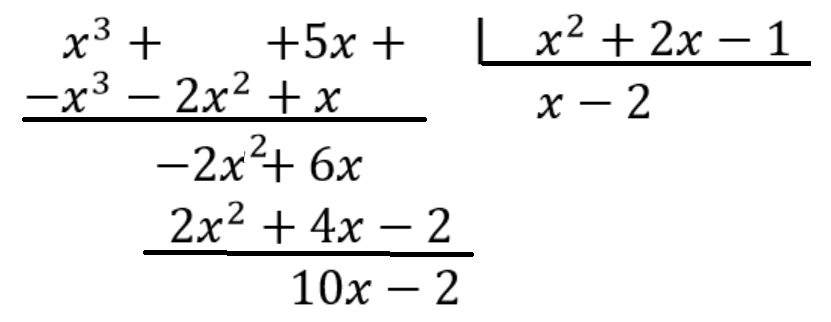 x³ +     +5x +  | x² + 2x − 1
−x³ − 2x² + x    x − 2
−2x²+ 6x
2x² + 4x − 2
10x − 2